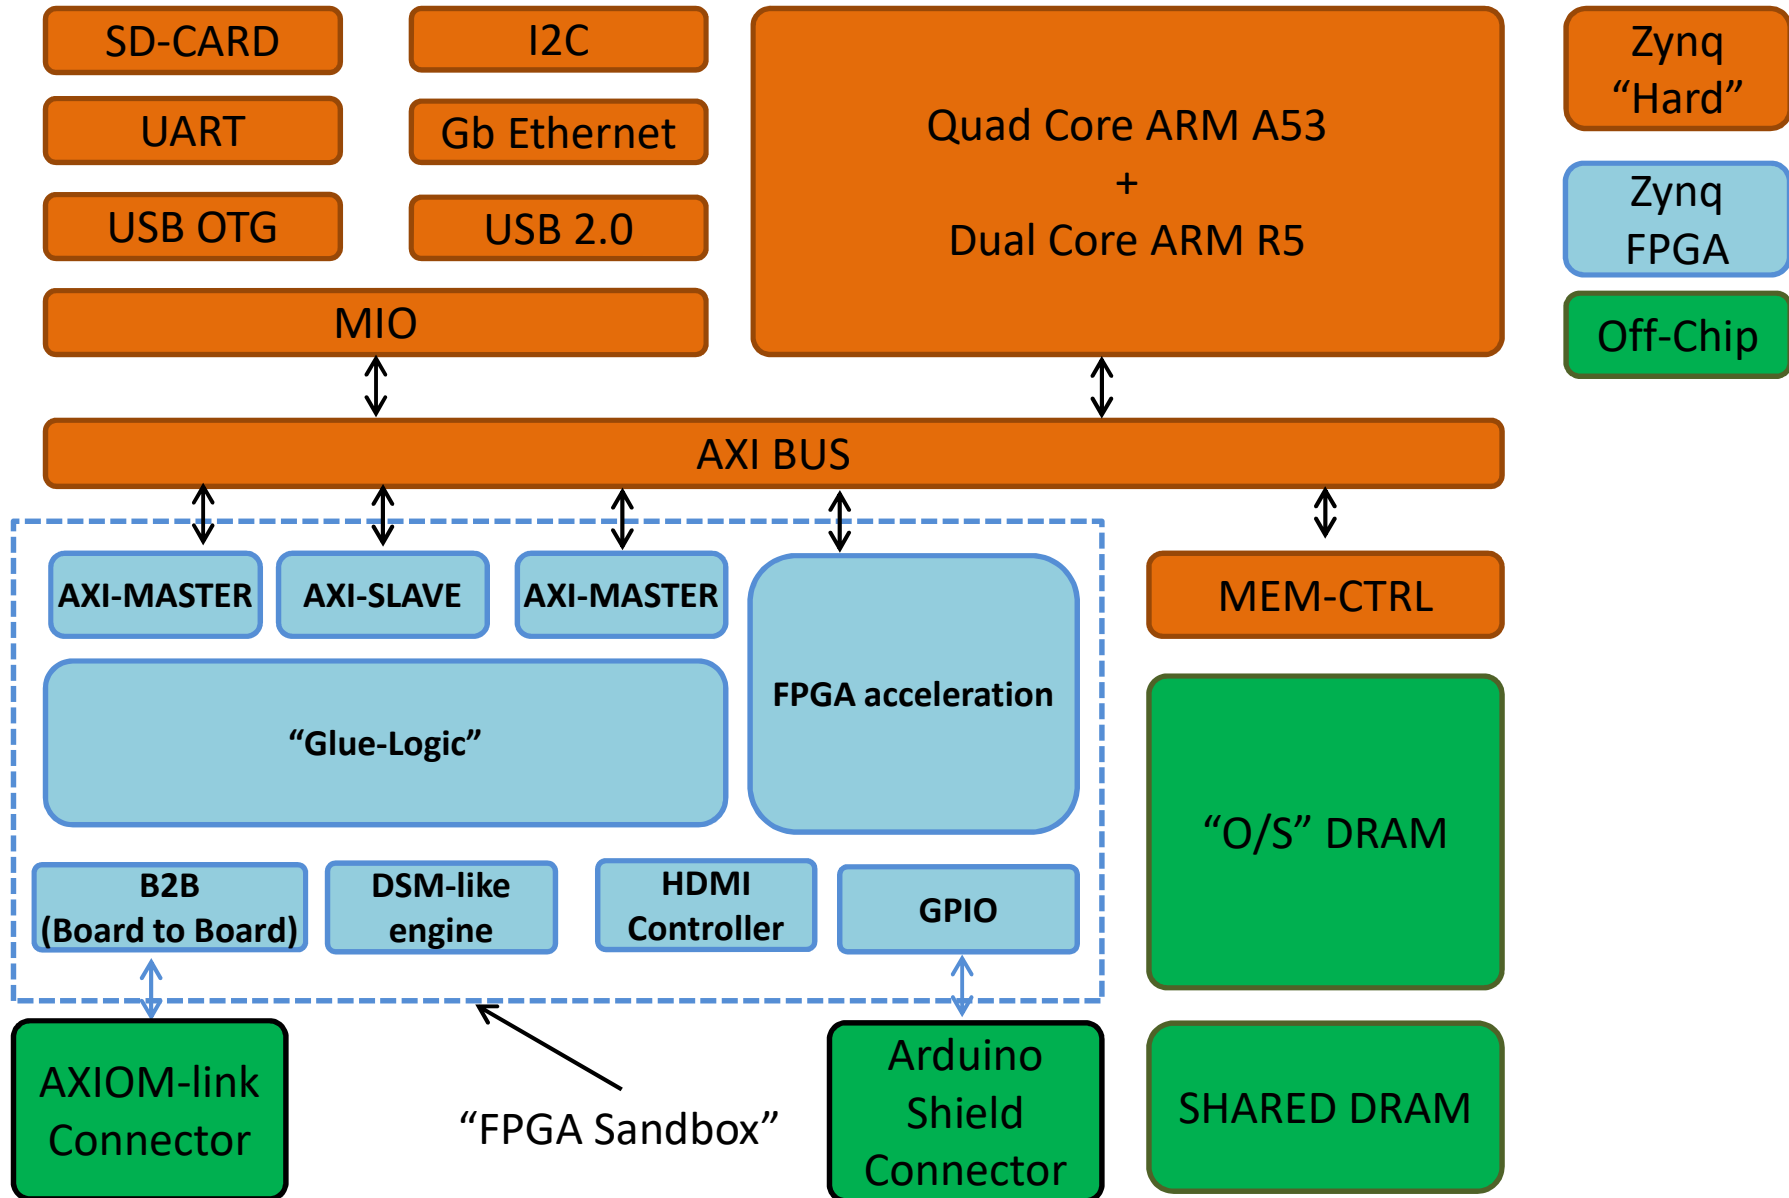 SD-CARD
I2C
UART
Gb Ethernet
USB OTG
USB 2.0
MIO
Quad Core ARM A53
+
Dual Core ARM R5
Zynq
“Hard”
Zynq
FPGA
Off-Chip
AXI BUS
AXI-MASTER
AXI-SLAVE
AXI-MASTER
FPGA acceleration
MEM-CTRL
“Glue-Logic”
“O/S” DRAM
B2B
(Board to Board)
DSM-like
engine
HDMI
Controller
GPIO
AXIOM-link
Connector
“FPGA Sandbox”
Arduino
Shield
Connector
SHARED DRAM